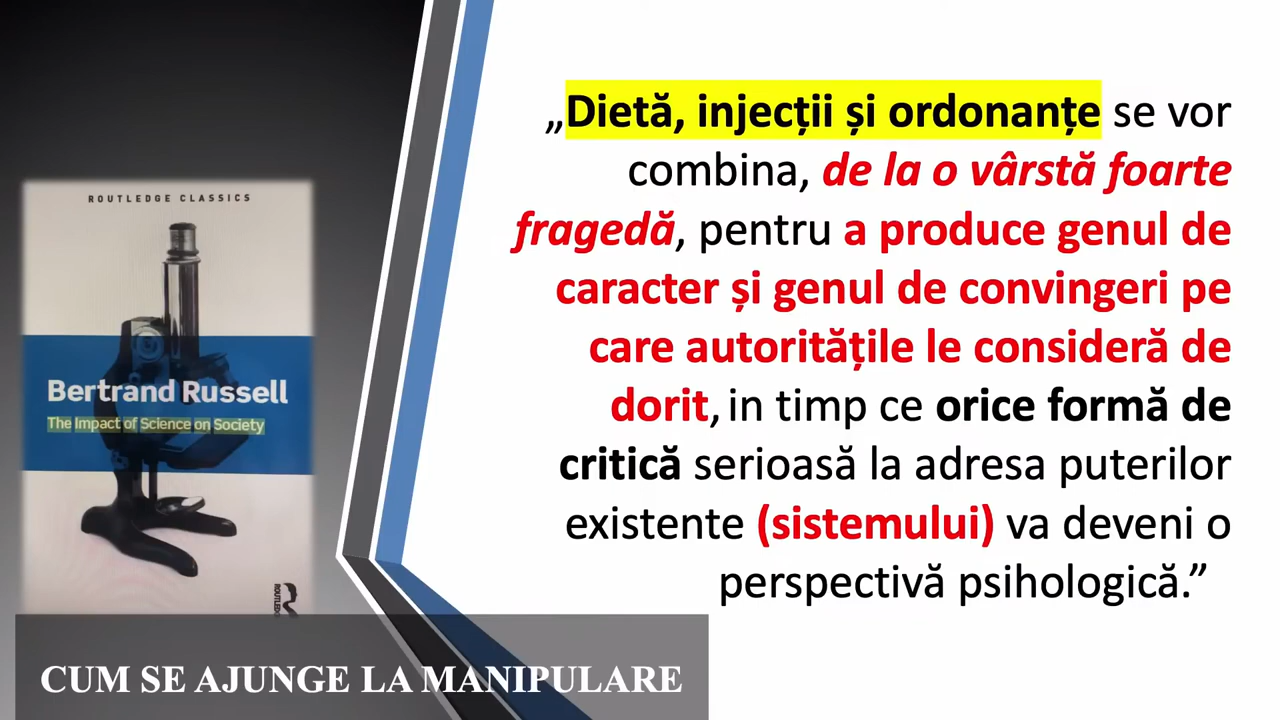 ROUTLEDGE CLASSICS
Bertrand Russell
The Impact of Science on Society
„Dietă, injecții și ordonanțe se vor
combina, de la o vârstă foarte
fragedă, pentru a produce genul de
caracter și genul de convingeri pe
care autoritățile le consideră de
dorit, in timp ce orice formă de
critică serioasă la adresa puterilor
existente (sistemului) va deveni o
perspectivă psihologică.”
CUM SE AJUNGE LA MANIPULARE